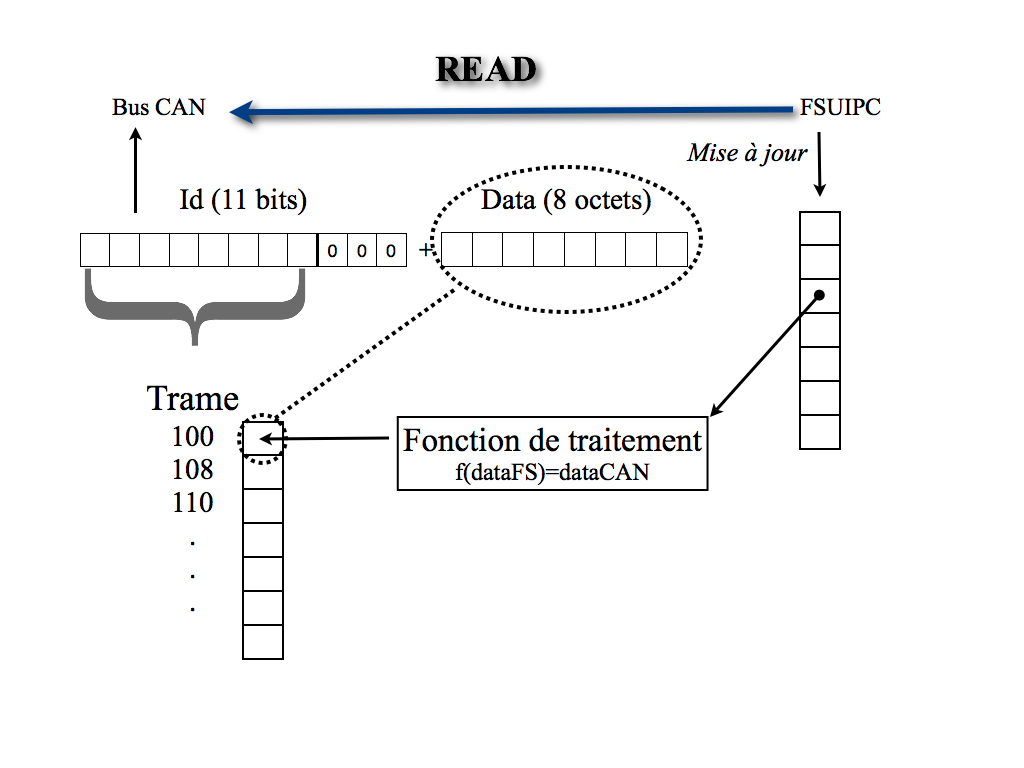 READ
Bus CAN
FSUIPC
Mise à jour
Id (11 bits)
Data (8 octets)
0 0 0 +
Trame
100
108
110
.
.
.
Fonction de traitement
f(dataFS)=dataCAN